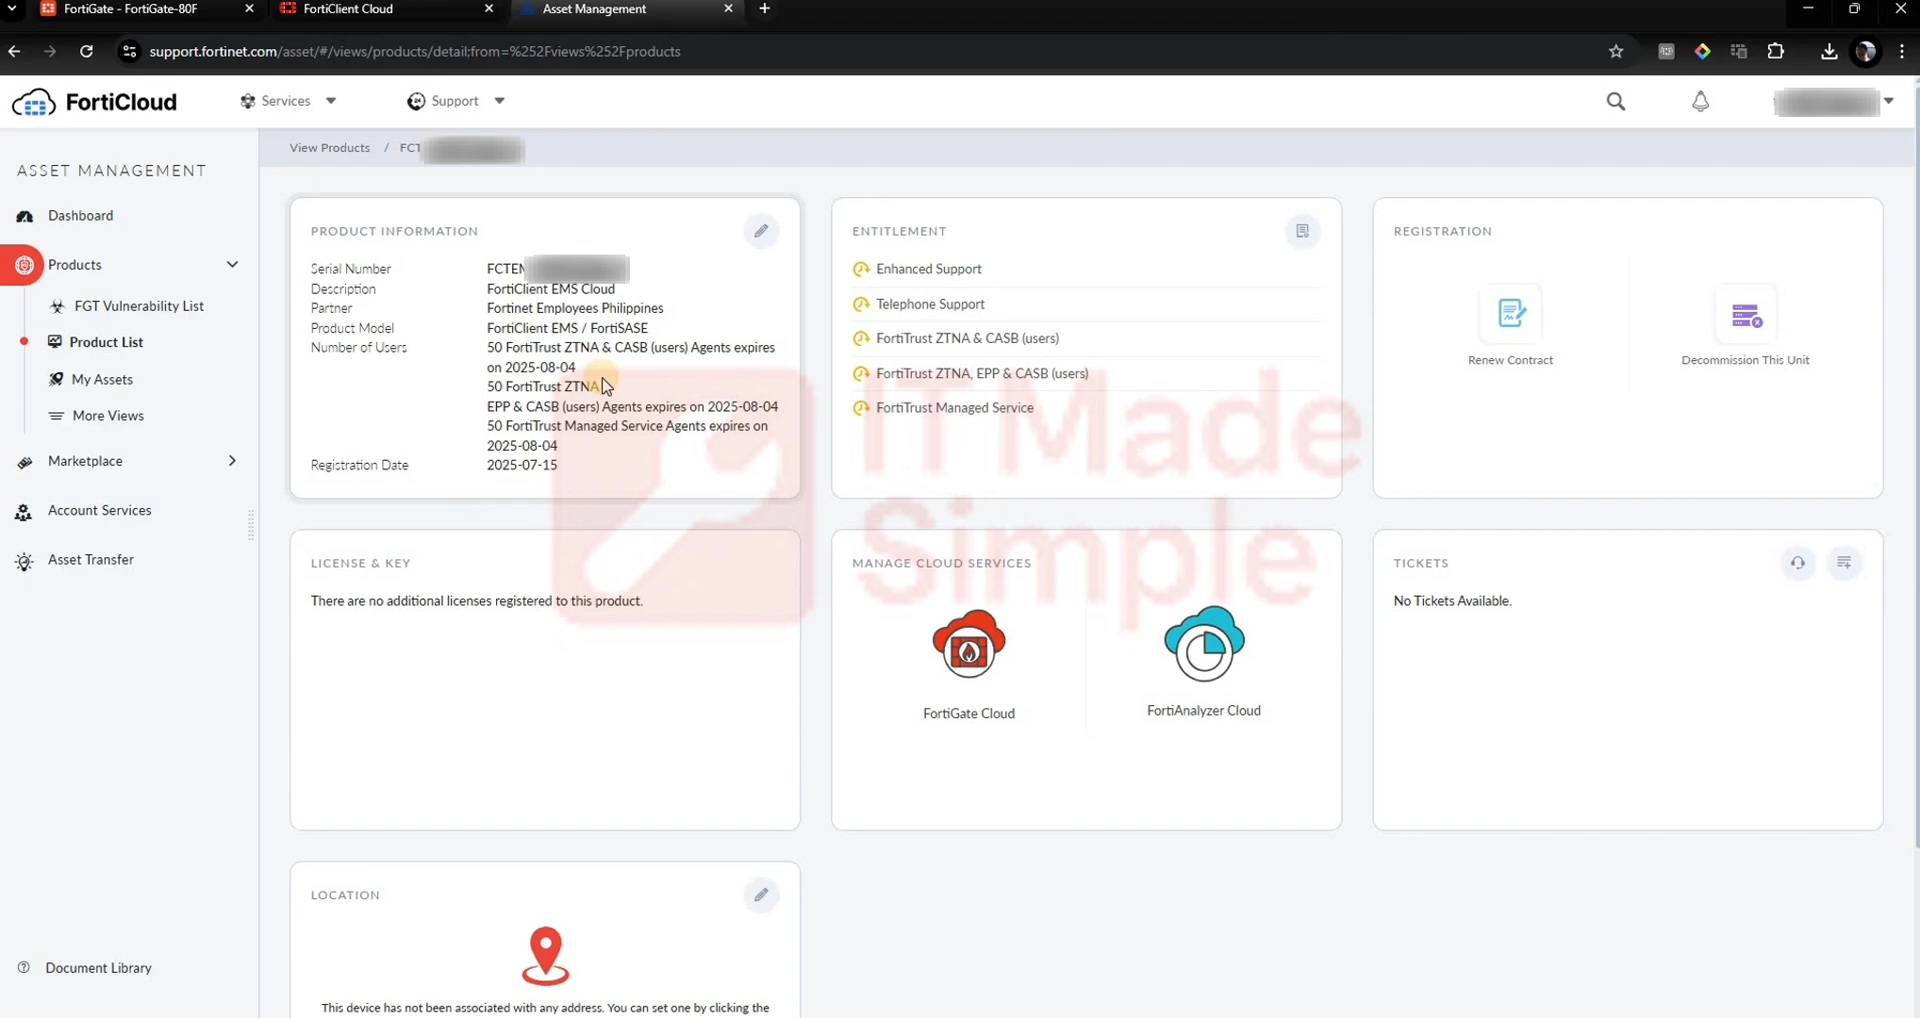 FortiGate - FortiGate-80F
FortiClient Cloud
Asset Management
support.fortinet.com/asset/#/views/products/detail;from=%252Fviews%252Fproducts
FortiCloud
Services
Support
View Products / FCT
ASSET MANAGEMENT
Dashboard
Products
FGT Vulnerability List
Product List
My Assets
More Views
Marketplace
Account Services
Asset Transfer
Document Library
PRODUCT INFORMATION
Serial Number FCTEM
Description FortiClient EMS Cloud
Partner Fortinet Employees Philippines
Product Model FortiClient EMS / FortiSASE
Number of Users 50 FortiTrust ZTNA & CASB (users) Agents expires
on 2025-08-04
50 FortiTrust ZTNA
EPP & CASB (users) Agents expires on 2025-08-04
50 FortiTrust Managed Service Agents expires on
2025-08-04
Registration Date 2025-07-15
ENTITLEMENT
Enhanced Support
Telephone Support
FortiTrust ZTNA & CASB (users)
FortiTrust ZTNA, EPP & CASB (users)
FortiTrust Managed Service
REGISTRATION
Renew Contract
Decommission This Unit
IT Made
Simple
LICENSE & KEY
There are no additional licenses registered to this product.
MANAGE CLOUD SERVICES
FortiGate Cloud
FortiAnalyzer Cloud
TICKETS
No Tickets Available.
LOCATION
This device has not been associated with any address. You can set one by clicking the